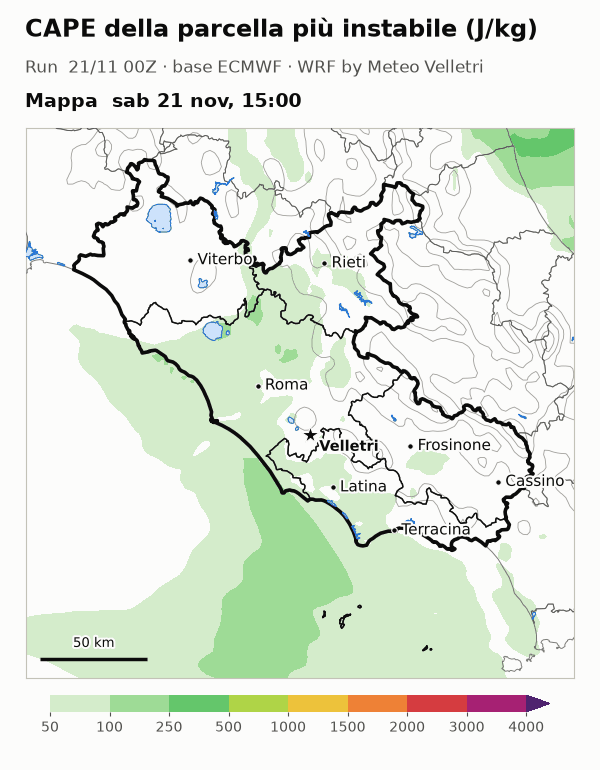 CAPE della parcella più instabile (J/kg)
Run  21/11 00Z · base ECMWF · WRF by Meteo Velletri
Mappa  sab 21 nov, 15:00
Viterbo
Rieti
Roma
Velletri
Frosinone
Latina
Cassino
Terracina
50 km
50 100 250 500 1000 1500 2000 3000 4000